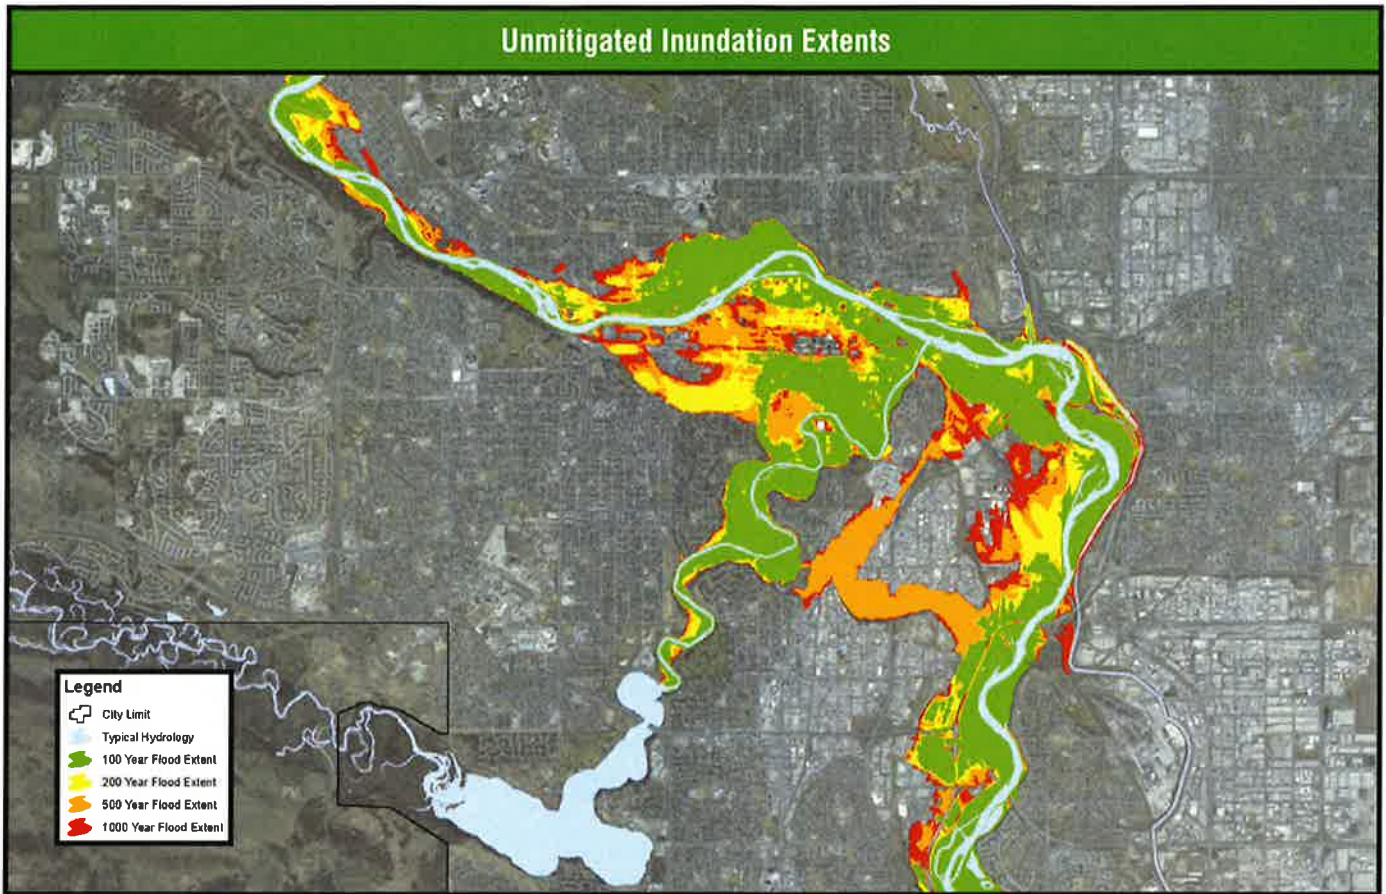 Unmitigated Inundation Extents
Legend
City Limit
Typical Hydrology
100 Year Flood Extent
200 Year Flood Extent
500 Year Flood Extent
1000 Year Flood Extent